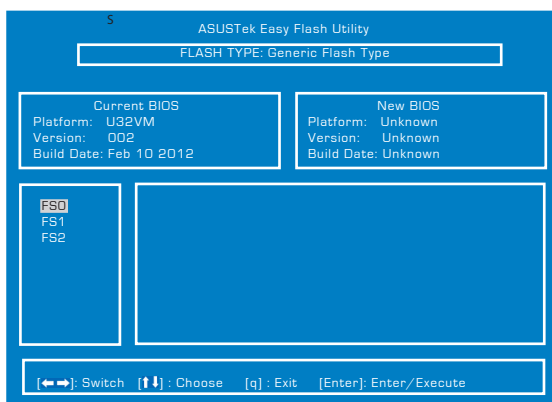 S
ASUSTek Easy Flash Utility
FLASH TYPE: Generic Flash Type
Current BIOS
Platform: U32VM
Version: 002
Build Date: Feb 10 2012
New BIOS
Platform: Unknown
Version: Unknown
Build Date: Unknown
FS0
FS1
FS2
[←→]: Switch [↑↓] : Choose [q] : Exit [Enter]: Enter/Execute